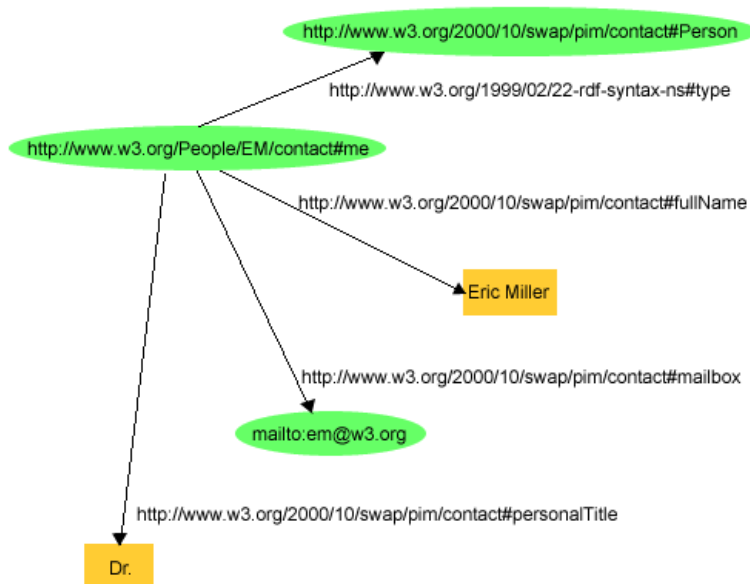 http://www.w3.org/2000/10/swap/pim/contact#Person
http://www.w3.org/1999/02/22-rdf-syntax-ns#type
http://www.w3.org/People/EM/contact#me
http://www.w3.org/2000/10/swap/pim/contact#fullName
Eric Miller
http://www.w3.org/2000/10/swap/pim/contact#mailbox
mailto:em@w3.org
http://www.w3.org/2000/10/swap/pim/contact#personalTitle
Dr.